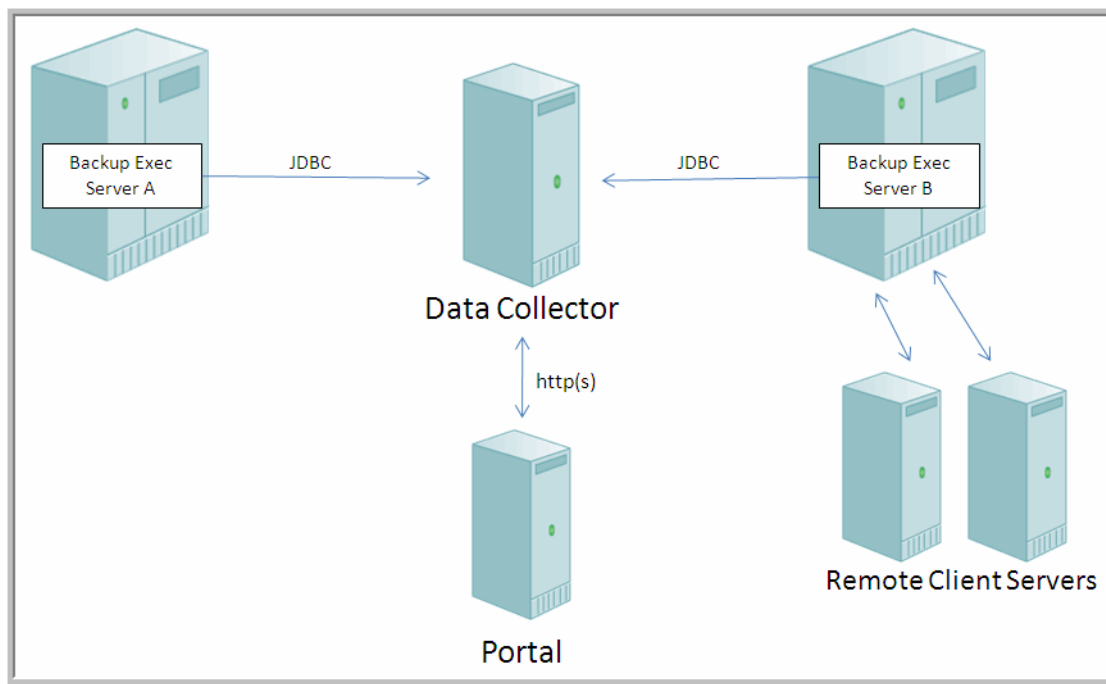 Backup Exec
Server A
JDBC
JDBC
Backup Exec
Server B
Data Collector
http(s)
Remote Client Servers
Portal